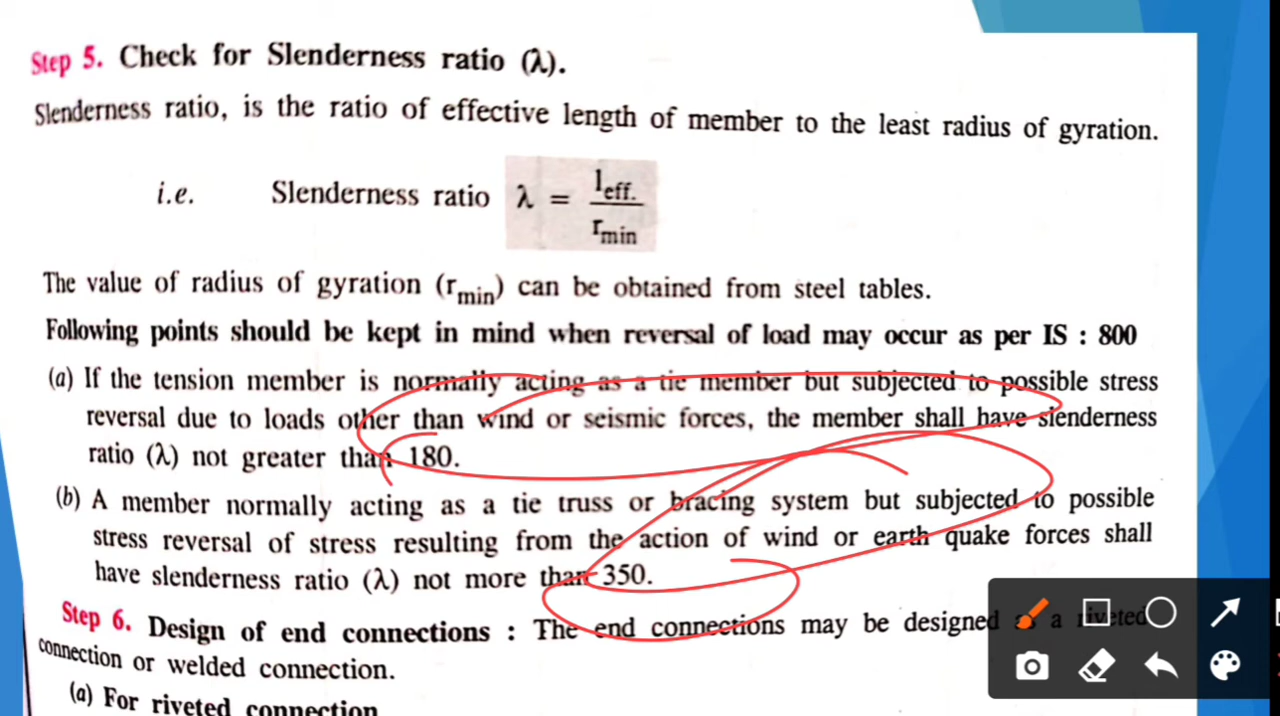 Step 5. Check for Slenderness ratio (λ).
Slenderness ratio, is the ratio of effective length of member to the least radius of gyration.
i.e. Slenderness ratio λ = l_eff. / r_min
The value of radius of gyration (r_min) can be obtained from steel tables.
Following points should be kept in mind when reversal of load may occur as per IS : 800
(a) If the tension member is normally acting as a tie member but subjected to possible stress
reversal due to loads other than wind or seismic forces, the member shall have slenderness
ratio (λ) not greater than 180.
(b) A member normally acting as a tie truss or bracing system but subjected to possible
stress reversal of stress resulting from the action of wind or earth quake forces shall
have slenderness ratio (λ) not more than 350.
Step 6. Design of end connections : The end connections may be designed as a riveted
connection or welded connection.
(a) For riveted connection